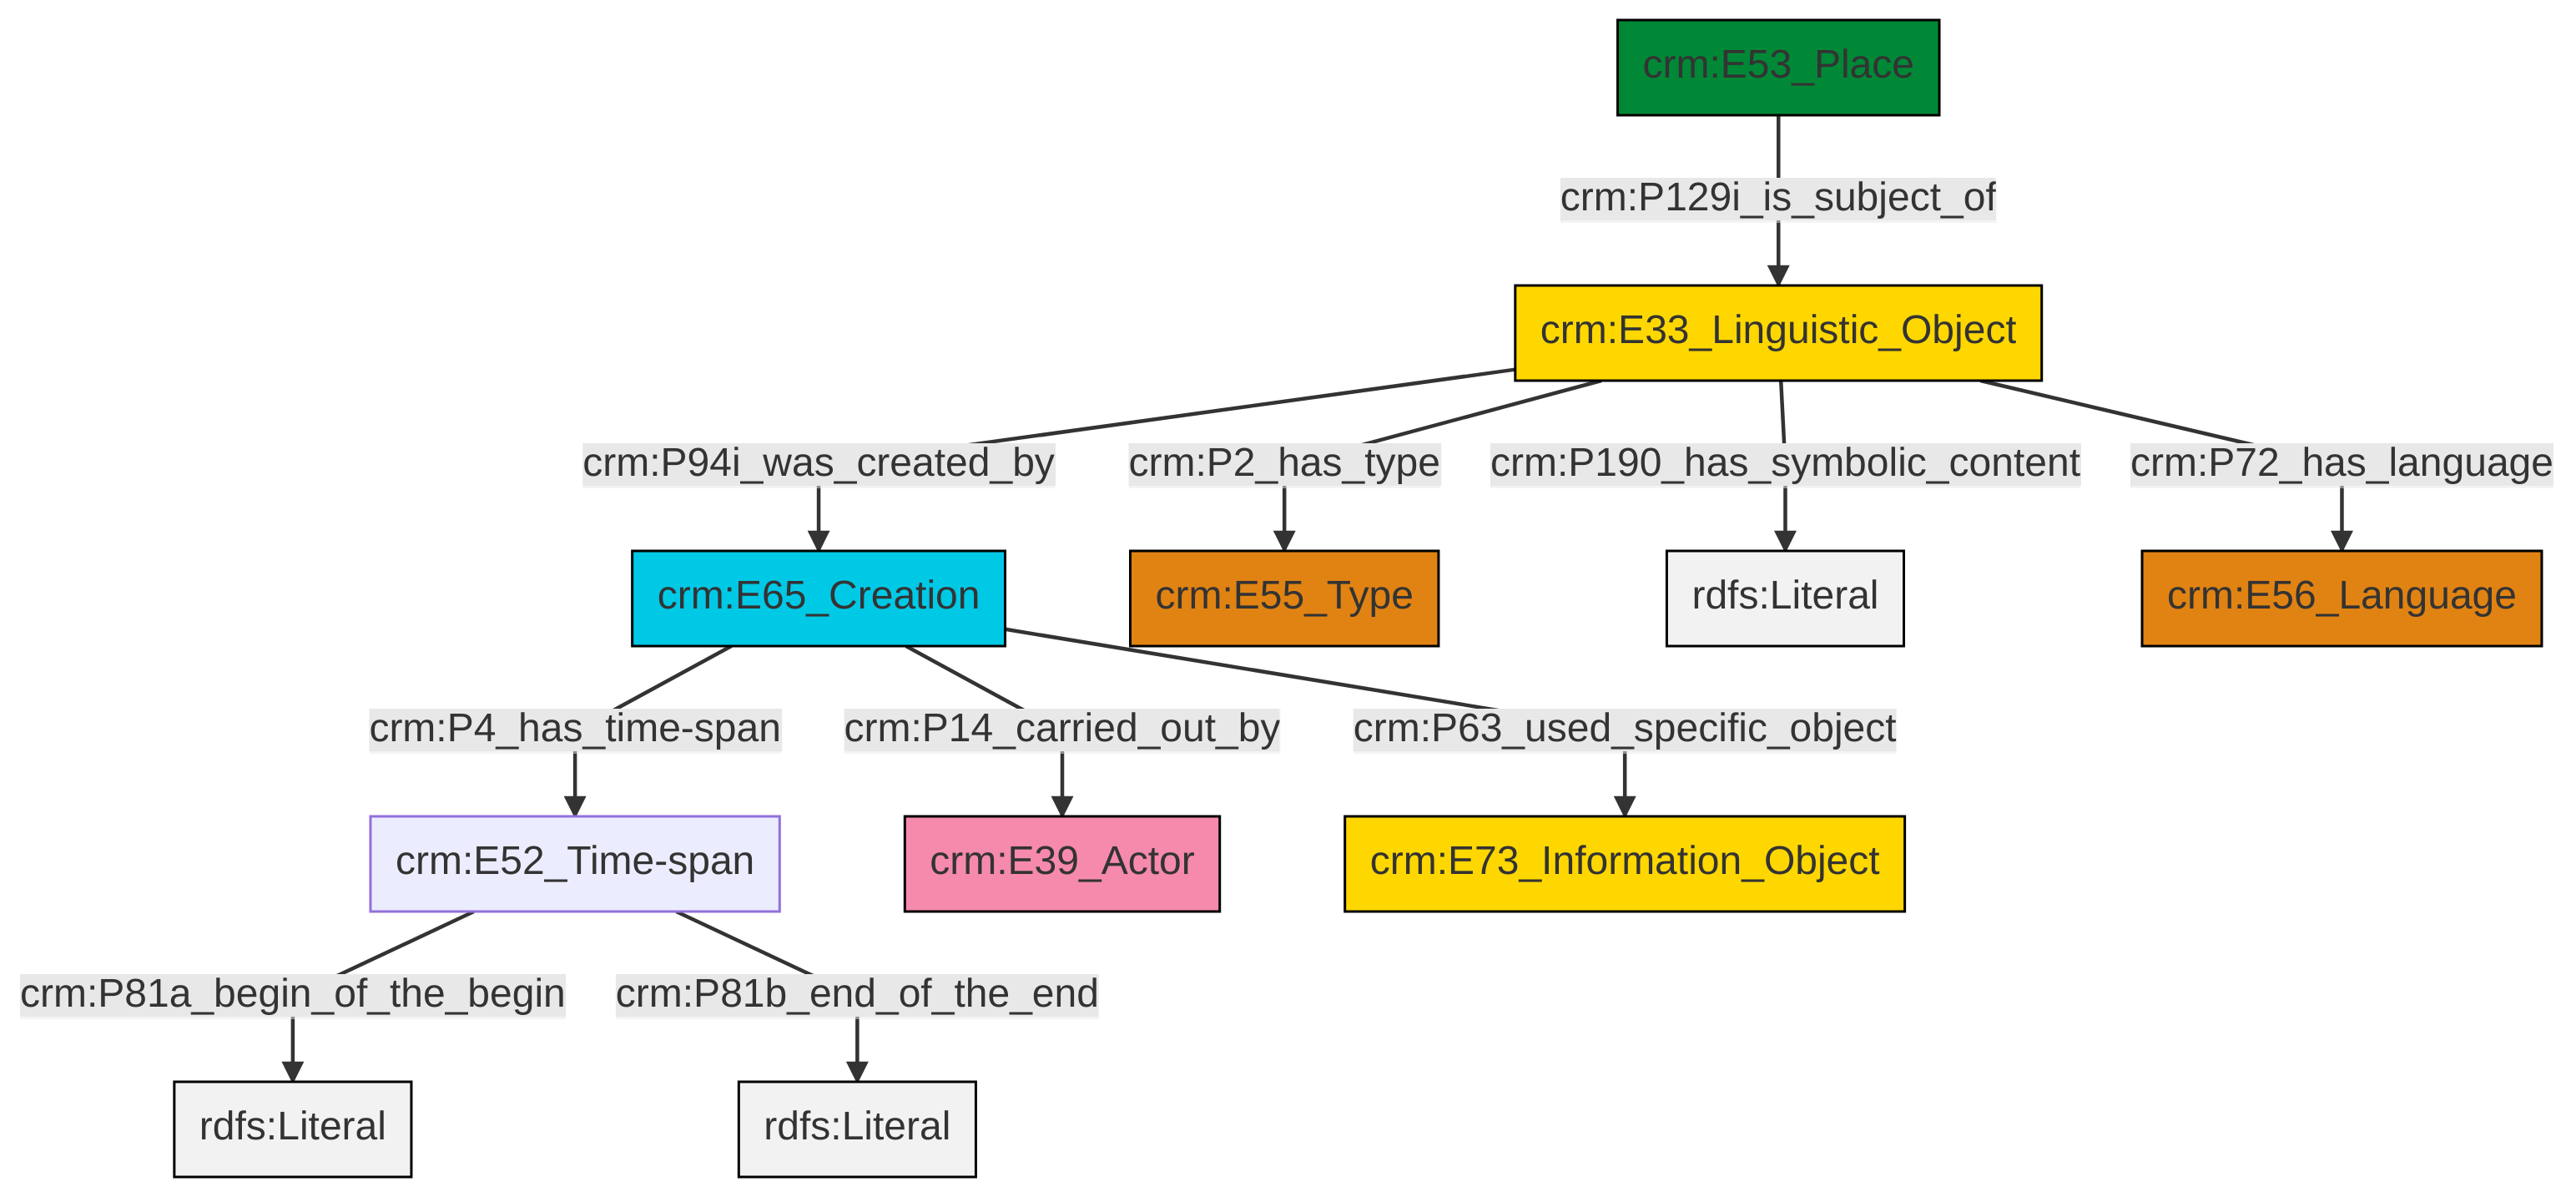 crm:E53_Place
crm:P129i_is_subject_of
crm:E33_Linguistic_Object
crm:P94i_was_created_by
crm:P2_has_type
crm:P190_has_symbolic_content
crm:P72_has_language
crm:E65_Creation
crm:E55_Type
rdfs:Literal
crm:E56_Language
crm:P4_has_time-span
crm:P14_carried_out_by
crm:P63_used_specific_object
crm:E52_Time-span
crm:E39_Actor
crm:E73_Information_Object
crm:P81a_begin_of_the_begin
crm:P81b_end_of_the_end
rdfs:Literal
rdfs:Literal